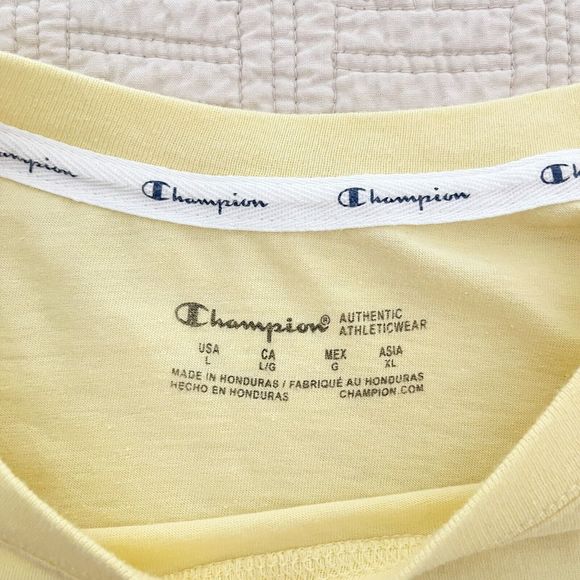 Champion Champion Champion Ch
Champion® AUTHENTIC
ATHLETICWEAR
USA CA MEX ASIA
L L/G G XL
MADE IN HONDURAS / FABRIQUÉ AU HONDURAS
HECHO EN HONDURAS CHAMPION.COM